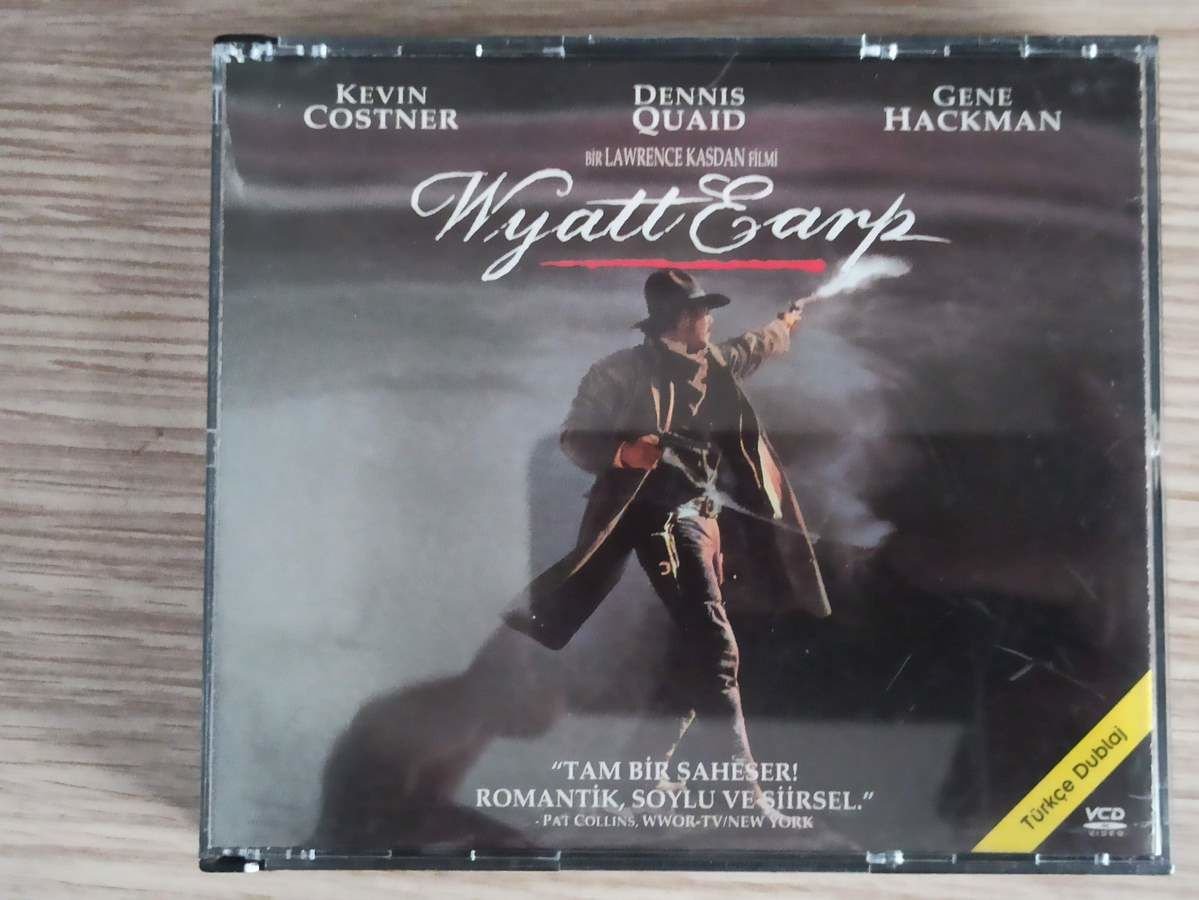 KEVIN COSTNER
DENNIS QUAID
GENE HACKMAN
BİR LAWRENCE KASDAN FİLMİ
Wyatt Earp
“TAM BİR ŞAHESER!
ROMANTİK, SOYLU VE ŞİİRSEL.”
- PAT COLLINS, WWOR-TV/NEW YORK
Türkçe Dublaj
VCD
VIDEO